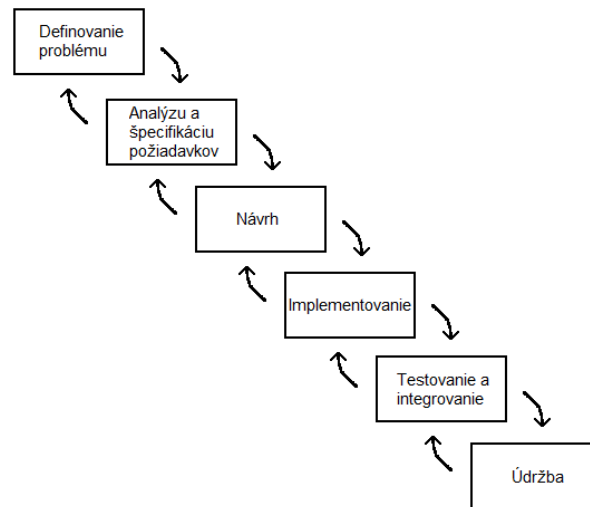 Definovanie
problému
Analýzu a
špecifikáciu
požiadavkov
Návrh
Implementovanie
Testovanie a
integrovanie
Údržba